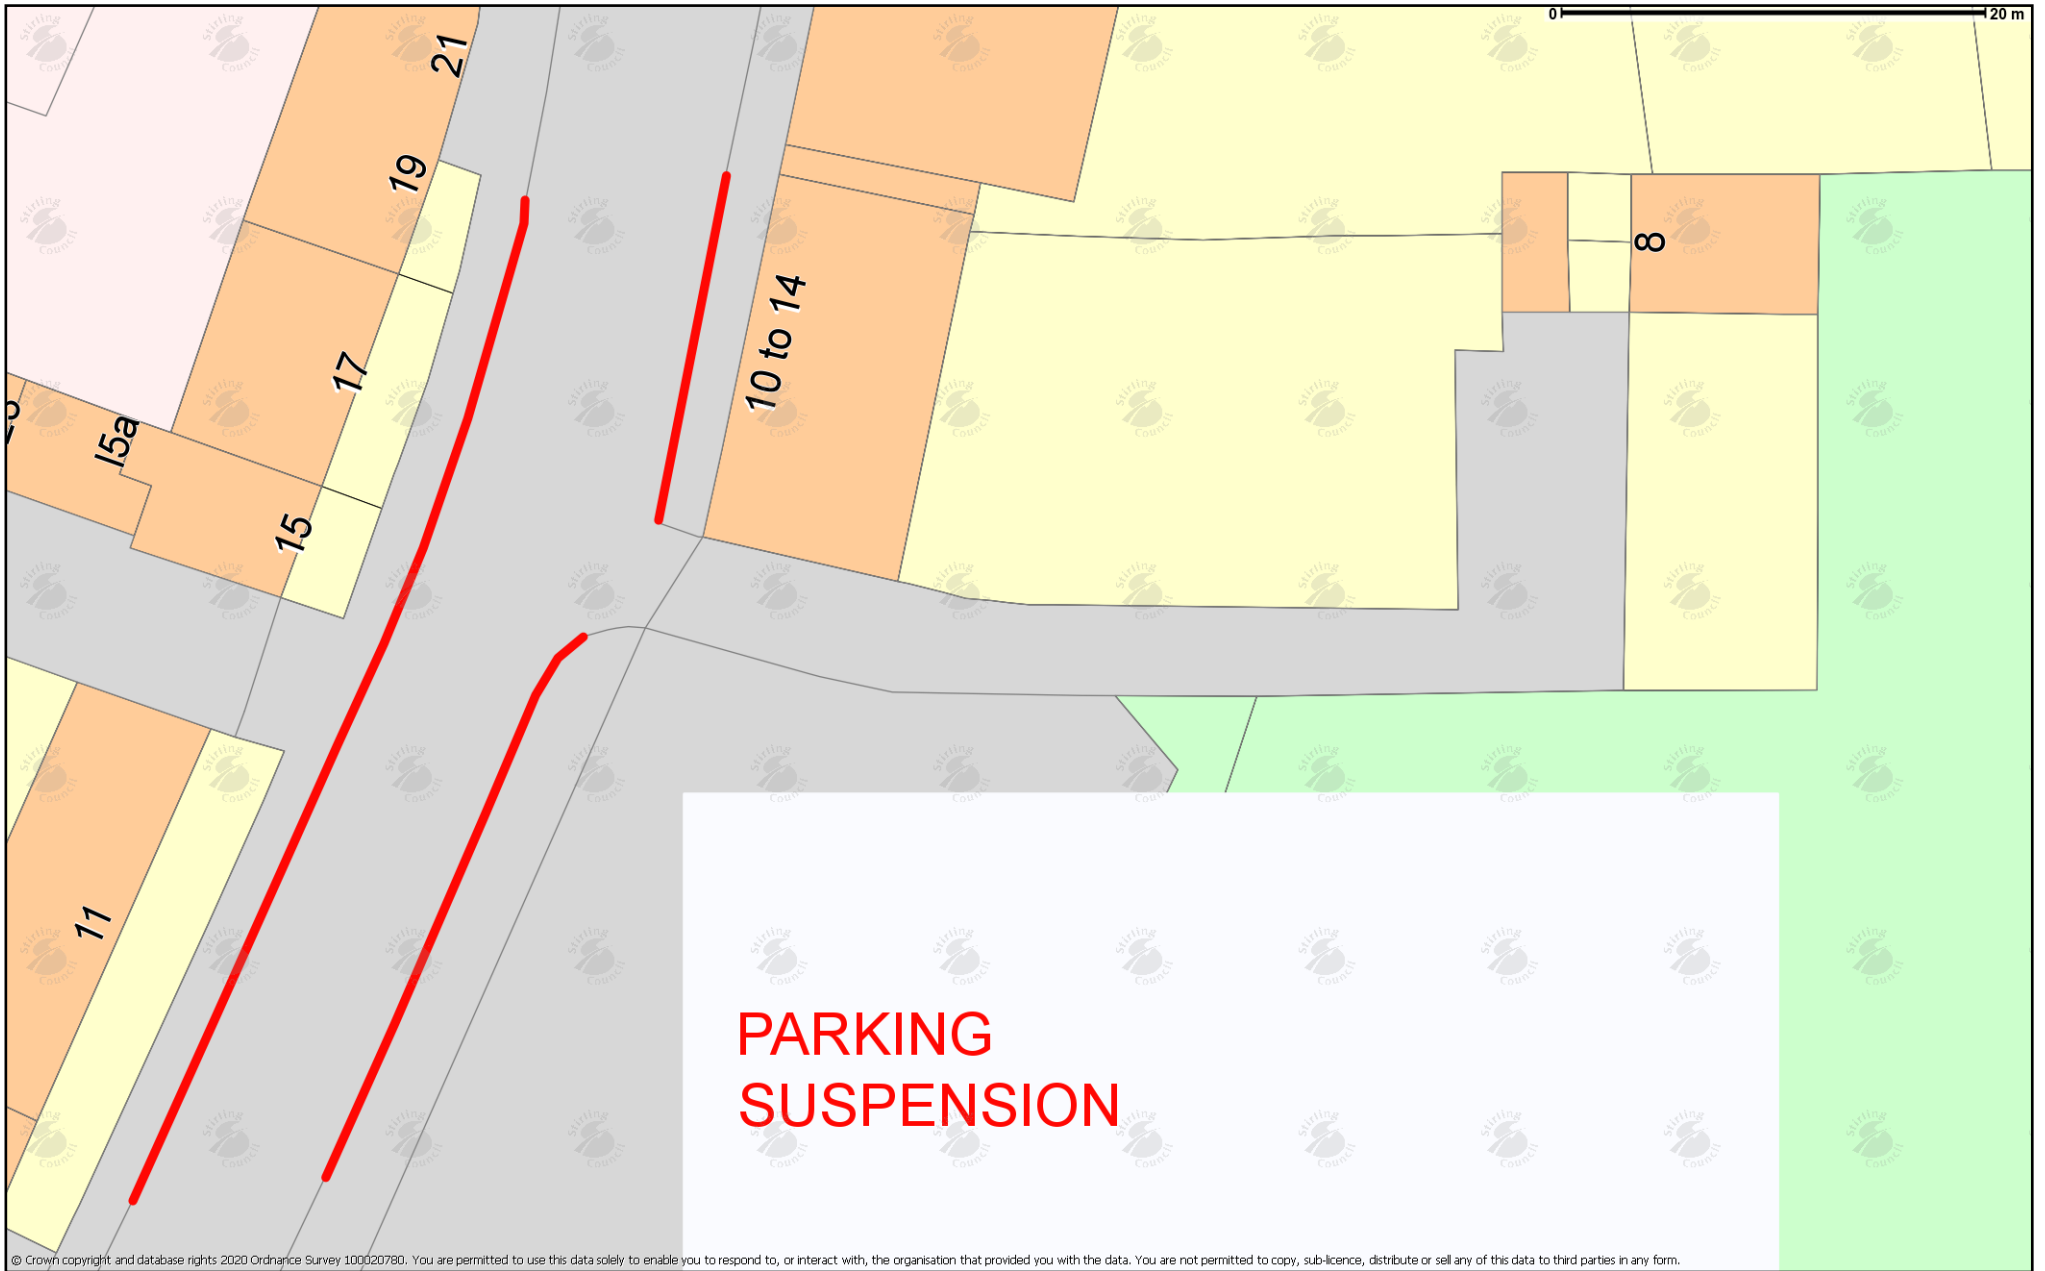 0 20 m
21
19
8
10 to 14
17
15a
15
11
PARKING
SUSPENSION
© Crown copyright and database rights 2020 Ordnance Survey 100020780. You are permitted to use this data solely to enable you to respond to, or interact with, the organisation that provided you with the data. You are not permitted to copy, sub-licence, distribute or sell any of this data to third parties in any form.
Stirling
Council